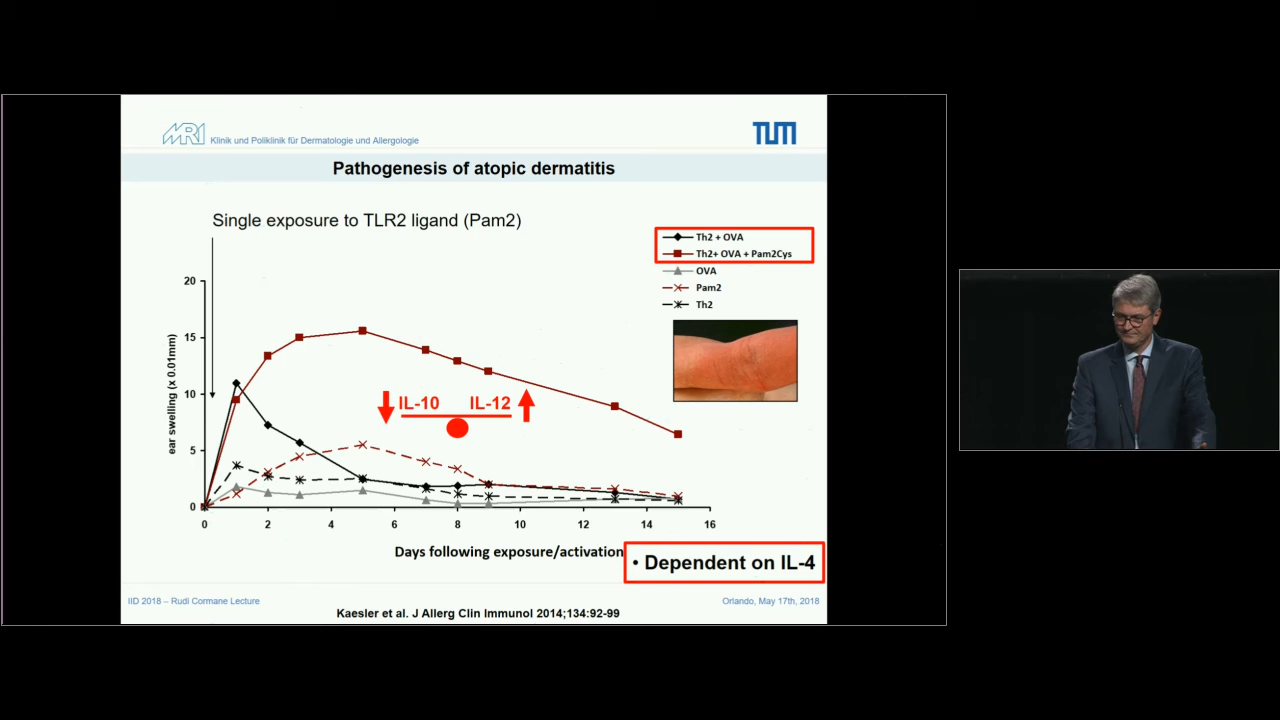 MRI Klinik und Poliklinik für Dermatologie und Allergologie
TUM
Pathogenesis of atopic dermatitis
Single exposure to TLR2 ligand (Pam2)
Th2 + OVA
Th2+ OVA + Pam2Cys
OVA
Pam2
Th2
20
15
10
5
0
ear swelling (x 0.01mm)
IL-10 IL-12
0 2 4 6 8 10 12 14 16
Days following exposure/activation
• Dependent on IL-4
IID 2018 – Rudi Cormane Lecture
Orlando, May 17th, 2018
Kaesler et al. J Allerg Clin Immunol 2014;134:92-99